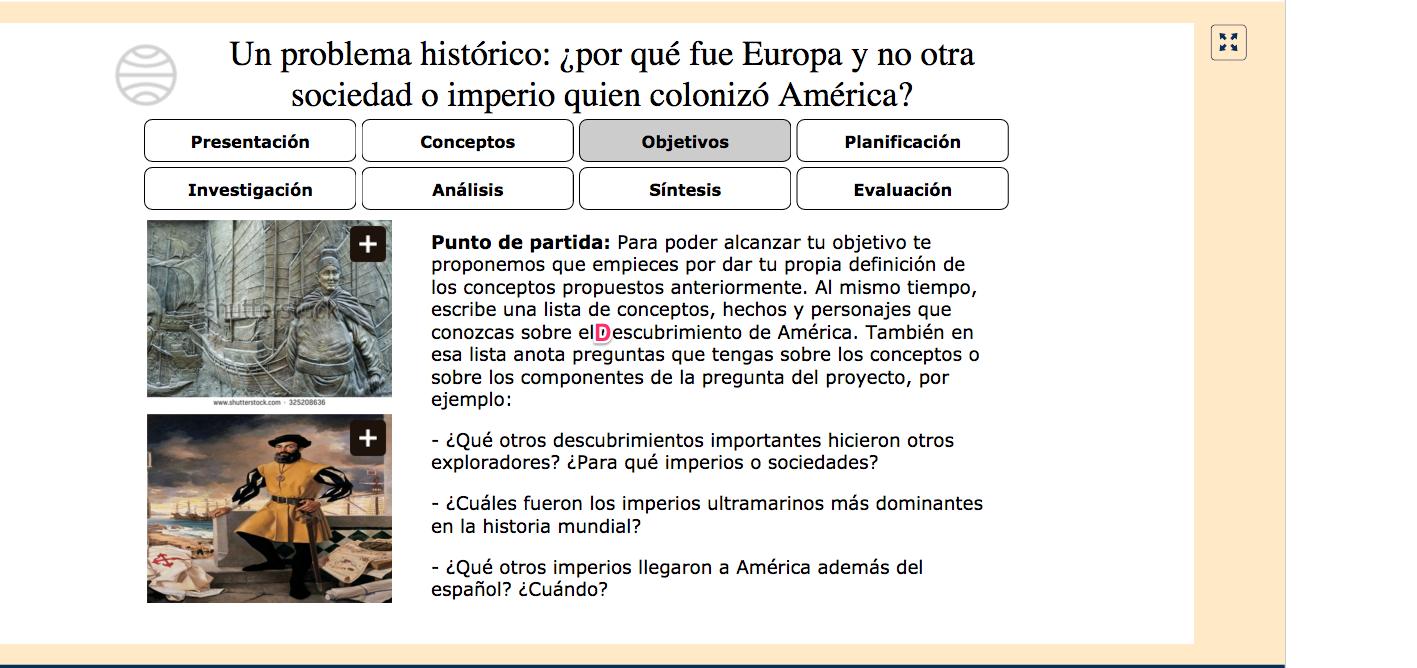 Un problema histórico: ¿por qué fue Europa y no otra
sociedad o imperio quien colonizó América?
Presentación
Conceptos
Objetivos
Planificación
Investigación
Análisis
Síntesis
Evaluación
shutterstock
www.shutterstock.com · 325208636
Punto de partida: Para poder alcanzar tu objetivo te
proponemos que empieces por dar tu propia definición de
los conceptos propuestos anteriormente. Al mismo tiempo,
escribe una lista de conceptos, hechos y personajes que
conozcas sobre el Descubrimiento de América. También en
esa lista anota preguntas que tengas sobre los conceptos o
sobre los componentes de la pregunta del proyecto, por
ejemplo:
- ¿Qué otros descubrimientos importantes hicieron otros
exploradores? ¿Para qué imperios o sociedades?
- ¿Cuáles fueron los imperios ultramarinos más dominantes
en la historia mundial?
- ¿Qué otros imperios llegaron a América además del
español? ¿Cuándo?